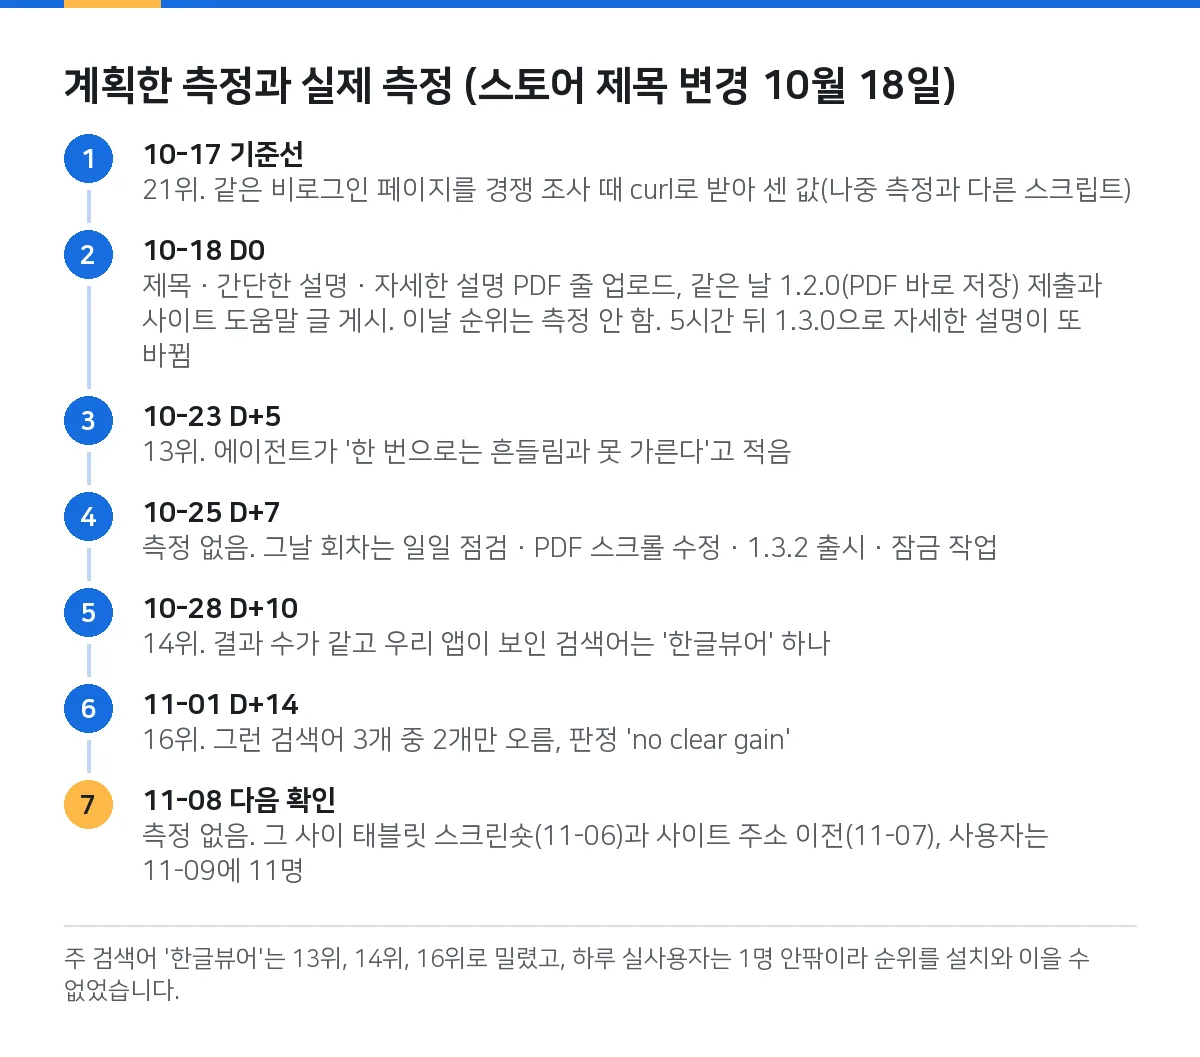 계획한 측정과 실제 측정 (스토어 제목 변경 10월 18일)
1
10-17 기준선
21위. 같은 비로그인 페이지를 경쟁 조사 때 curl로 받아 센 값(나중 측정과 다른 스크립트)
2
10-18 D0
제목 · 간단한 설명 · 자세한 설명 PDF 줄 업로드, 같은 날 1.2.0(PDF 바로 저장) 제출과
사이트 도움말 글 게시. 이날 순위는 측정 안 함. 5시간 뒤 1.3.0으로 자세한 설명이 또
바뀜
3
10-23 D+5
13위. 에이전트가 '한 번으로는 흔들림과 못 가른다'고 적음
4
10-25 D+7
측정 없음. 그날 회차는 일일 점검 · PDF 스크롤 수정 · 1.3.2 출시 · 잠금 작업
5
10-28 D+10
14위. 결과 수가 같고 우리 앱이 보인 검색어는 '한글뷰어' 하나
6
11-01 D+14
16위. 그런 검색어 3개 중 2개만 오름, 판정 'no clear gain'
7
11-08 다음 확인
측정 없음. 그 사이 태블릿 스크린숏(11-06)과 사이트 주소 이전(11-07), 사용자는
11-09에 11명
주 검색어 '한글뷰어'는 13위, 14위, 16위로 밀렸고, 하루 실사용자는 1명 안팎이라 순위를 설치와 이을 수
없었습니다.